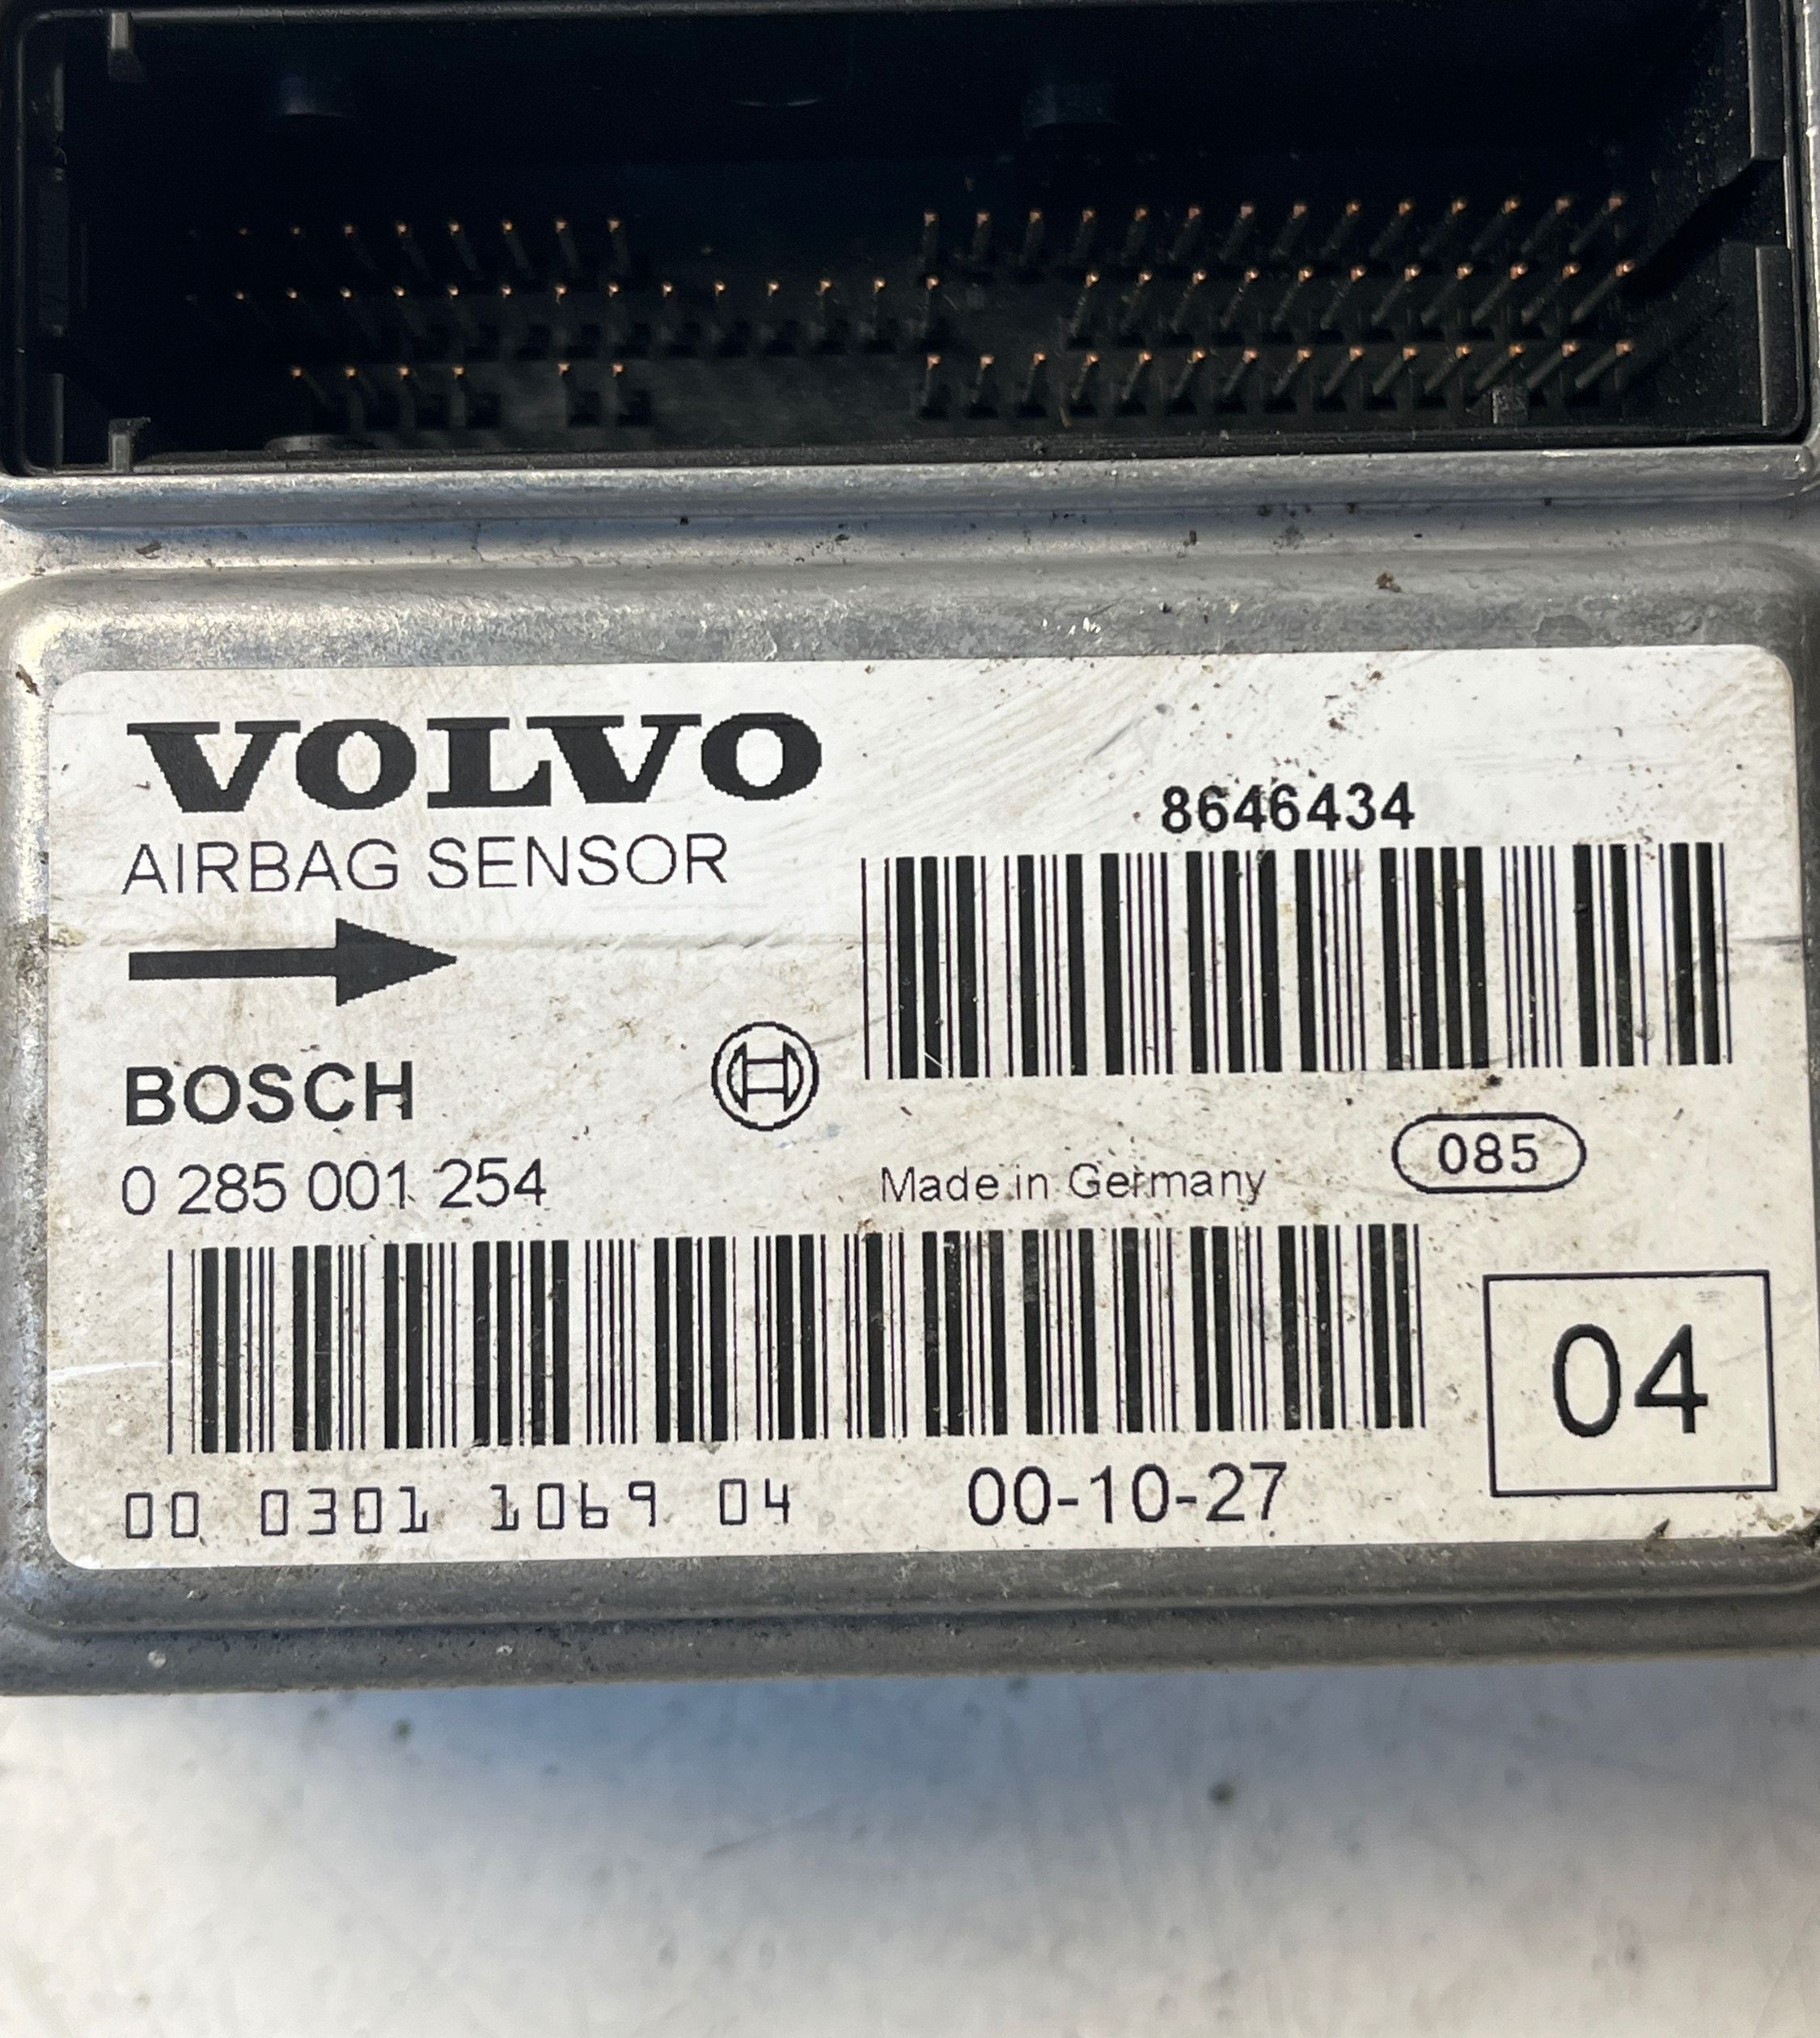 VOLVO
AIRBAG SENSOR
8646434
BOSCH
0 285 001 254
Made in Germany
085
04
00 0301 1069 04
00-10-27